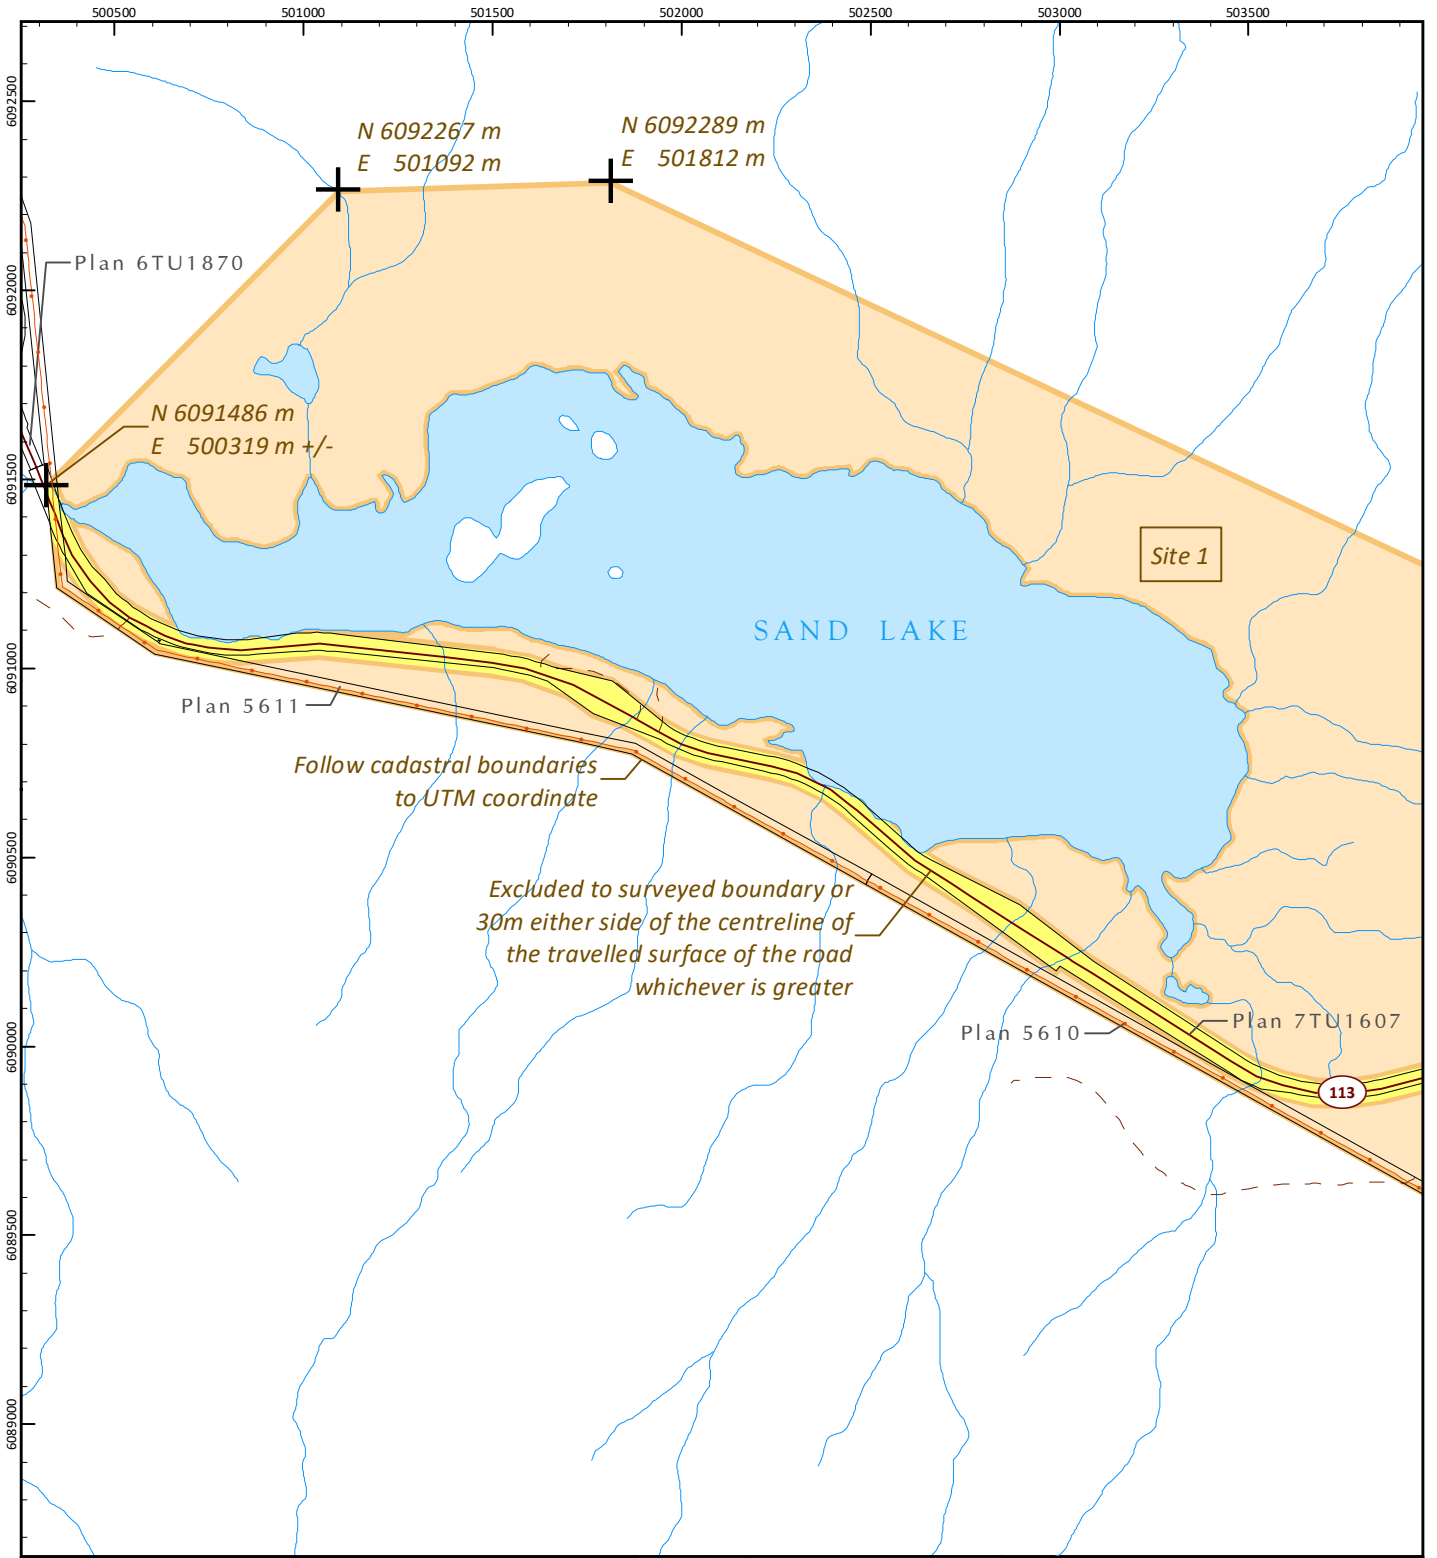 500500 501000 501500 502000 502500 503000 503500
6092500
6092000
6091500
6091000
6090500
6090000
6089500
6089000
N 6092267 m
E 501092 m
N 6092289 m
E 501812 m
Plan 6TU1870
N 6091486 m
E 500319 m +/-
Site 1
SAND LAKE
Plan 5611
Follow cadastral boundaries
to UTM coordinate
Excluded to surveyed boundary or
30m either side of the centreline of
the travelled surface of the road
whichever is greater
Plan 5610
Plan 7TU1607
113